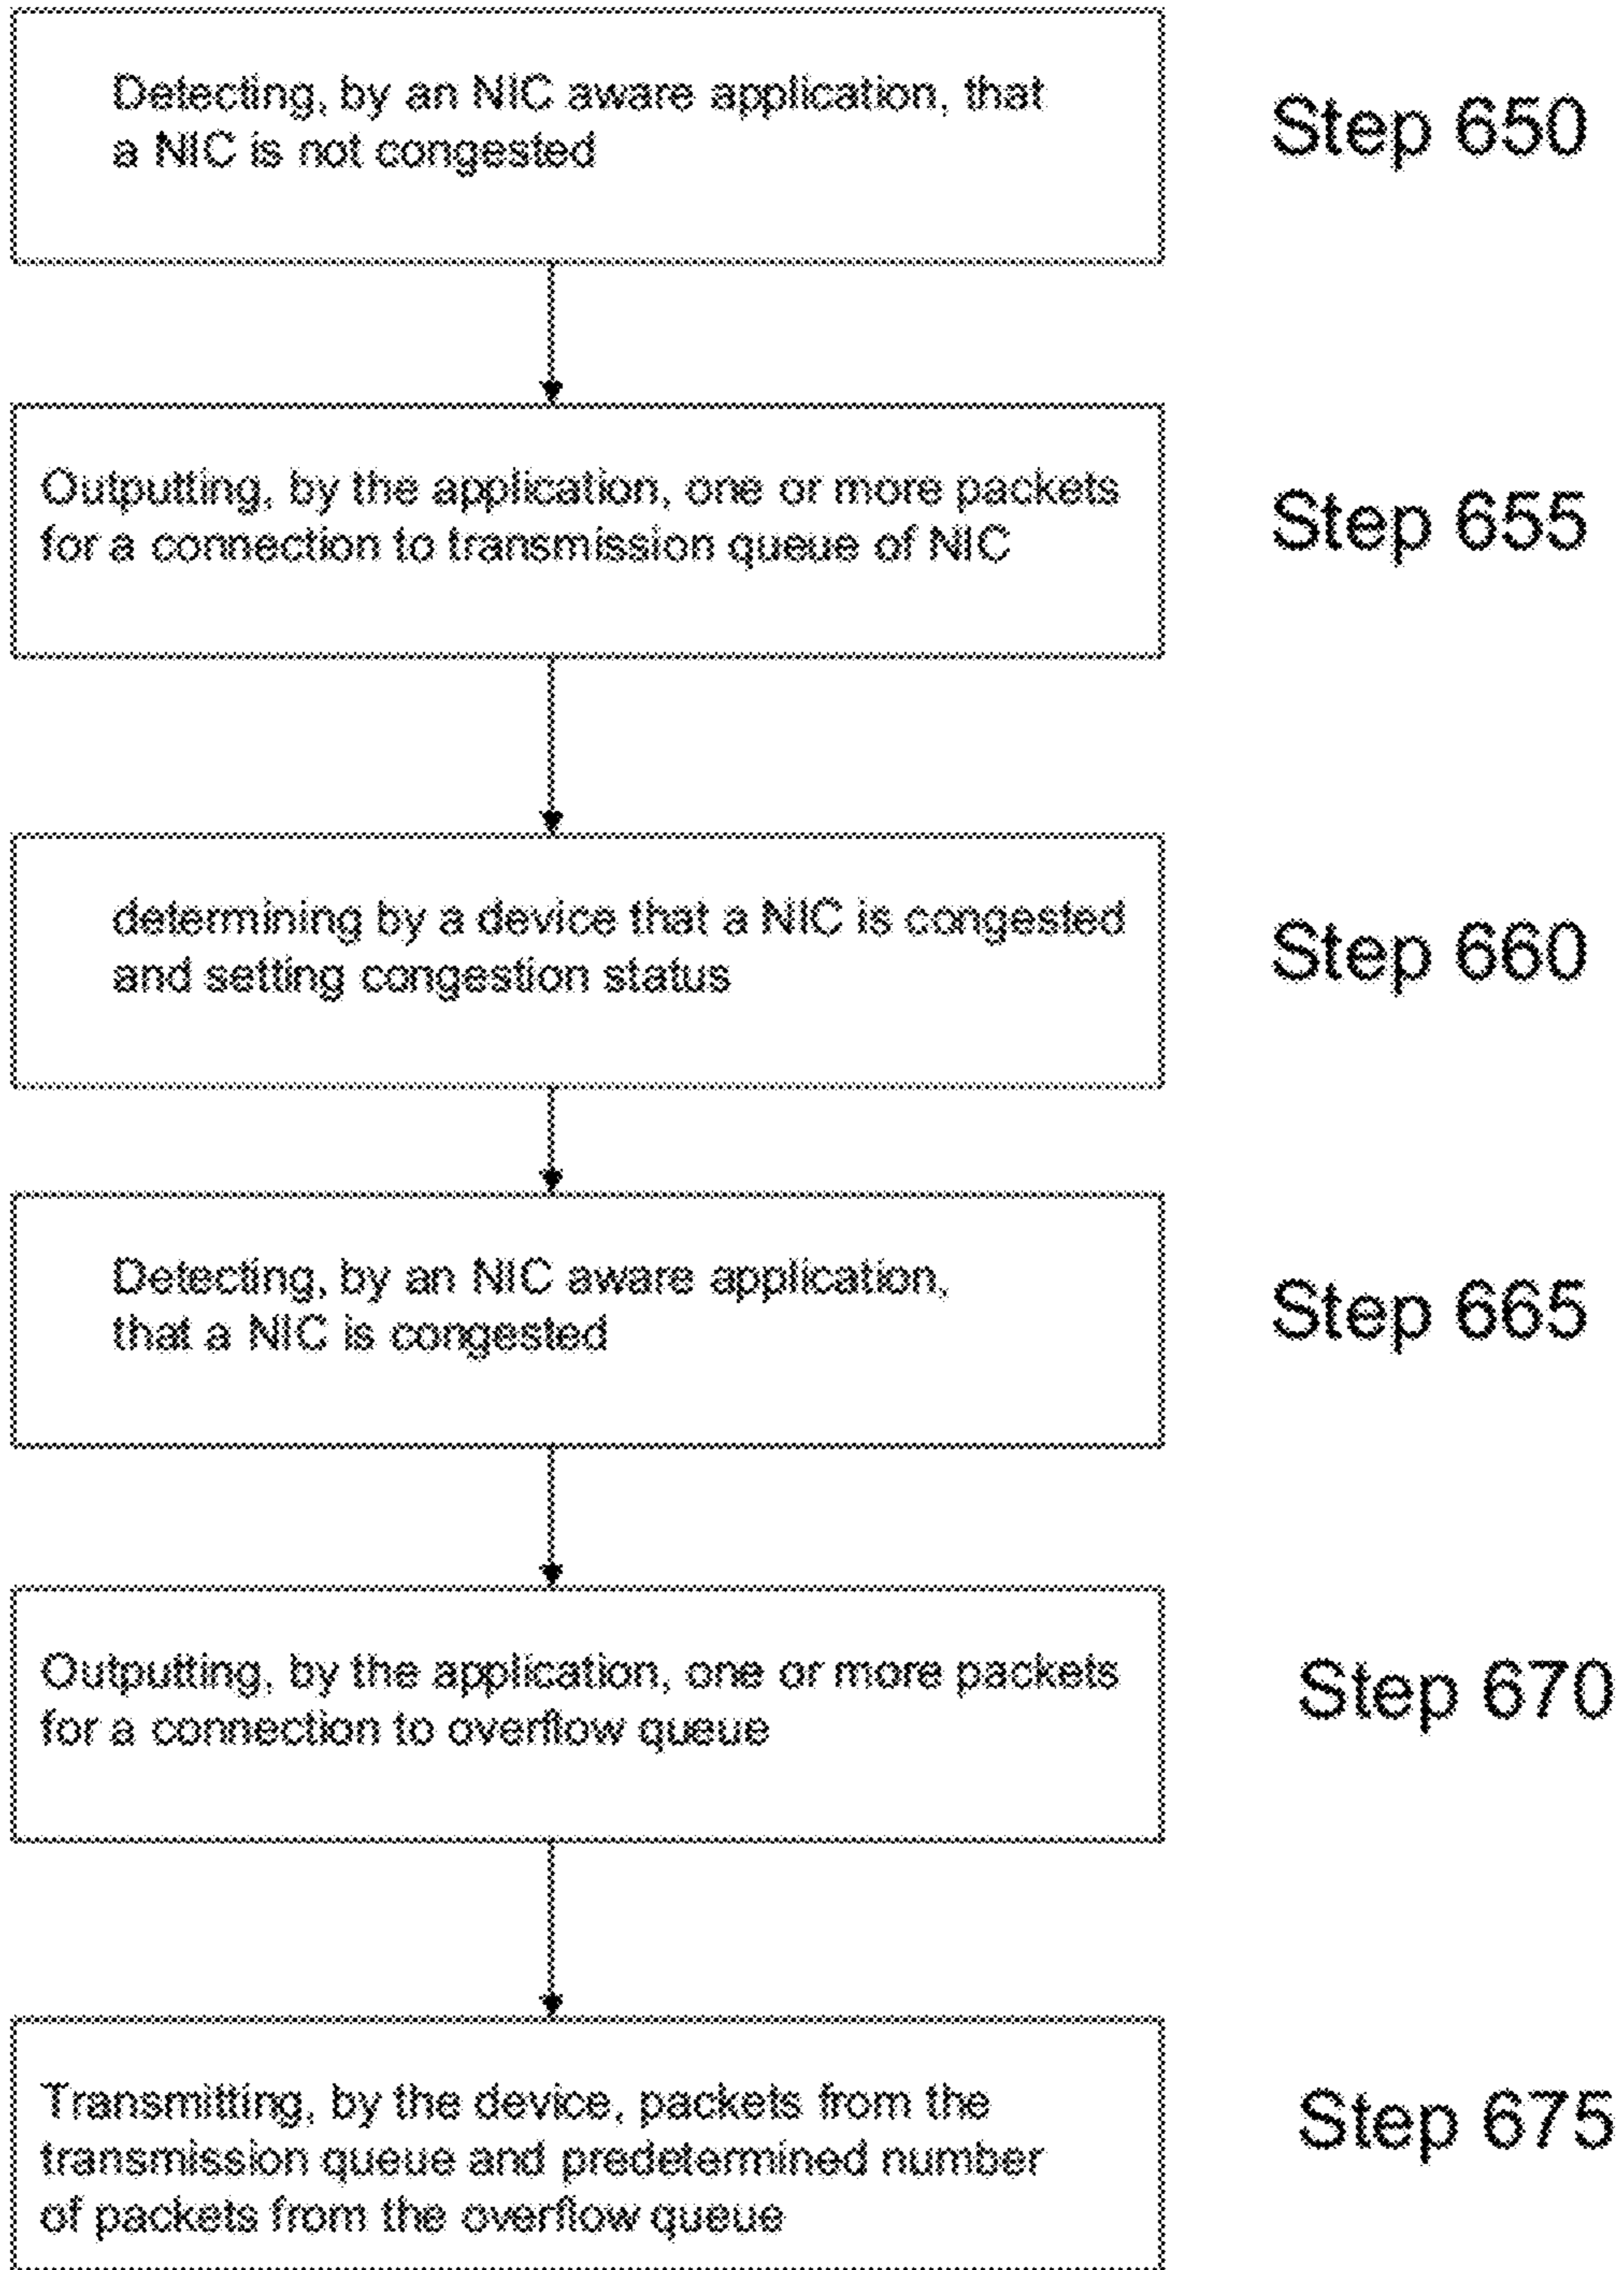 Detecting, by an NIC aware application, that
a NIC is not congested
Step 650
Outputting, by the application, one or more packets
for a connection to transmission queue of NIC
Step 655
determining by a device that a NIC is congested
and setting congestion status
Step 660
Detecting, by an NIC aware application,
that a NIC is congested
Step 665
Outputting, by the application, one or more packets
for a connection to overflow queue
Step 670
Transmitting, by the device, packets from the
transmission queue and predetermined number
of packets from the overflow queue
Step 675